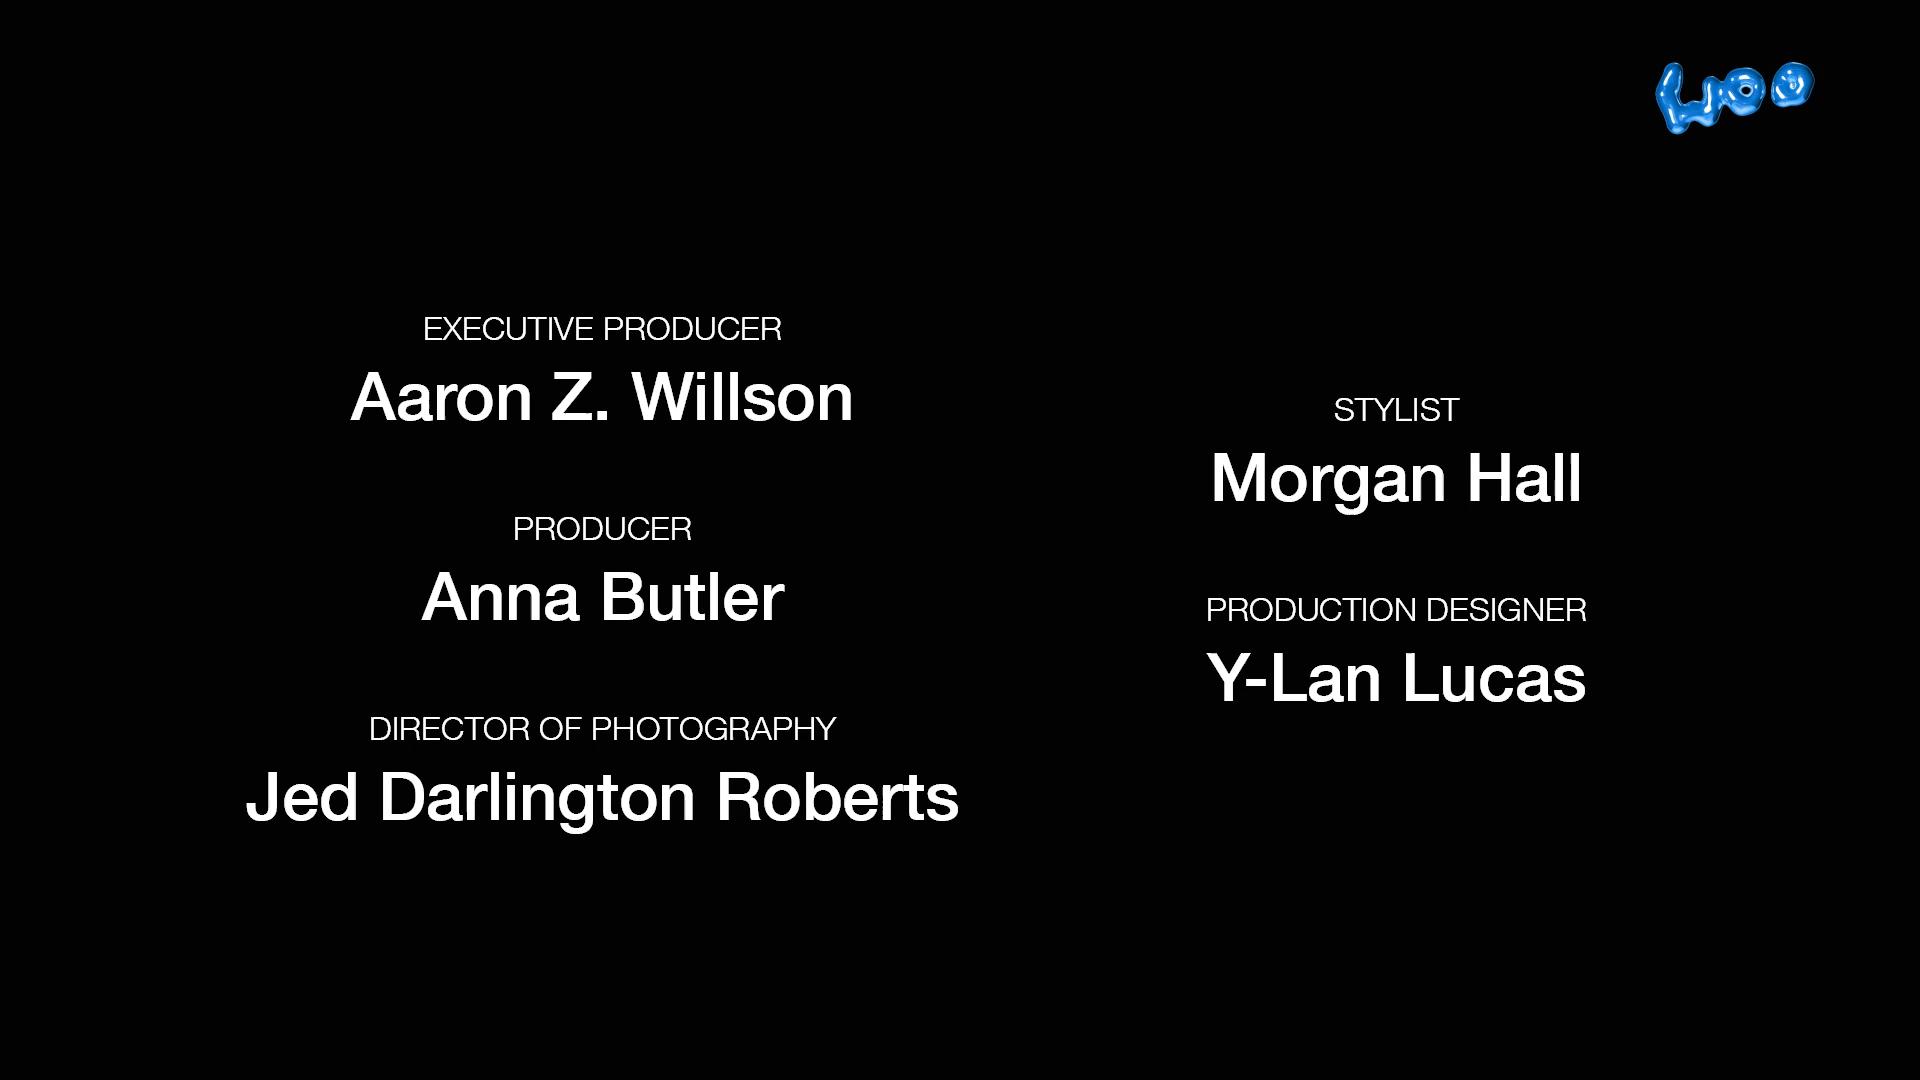 woo
EXECUTIVE PRODUCER
Aaron Z. Willson
PRODUCER
Anna Butler
DIRECTOR OF PHOTOGRAPHY
Jed Darlington Roberts
STYLIST
Morgan Hall
PRODUCTION DESIGNER
Y-Lan Lucas